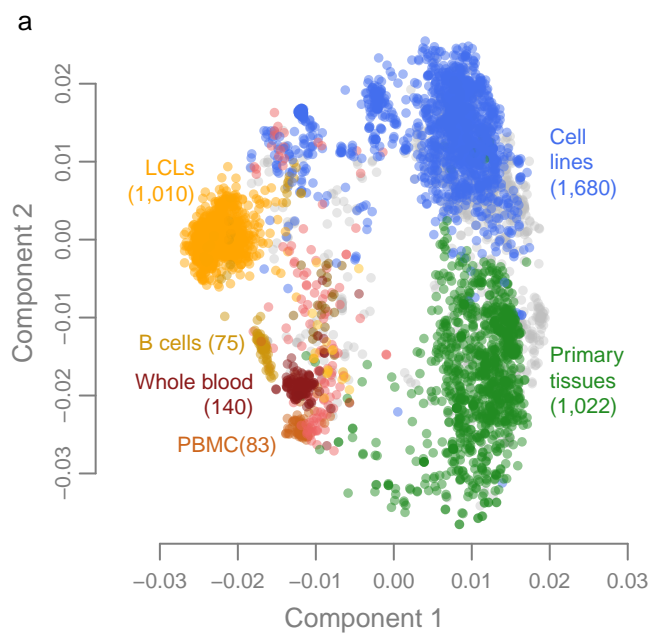 a
Component 2
0.02
0.01
0.00
−0.01
−0.02
−0.03
LCLs
(1,010)
Cell
lines
(1,680)
B cells (75)
Whole blood
(140)
PBMC(83)
Primary
tissues
(1,022)
−0.03 −0.02 −0.01 0.00 0.01 0.02 0.03
Component 1